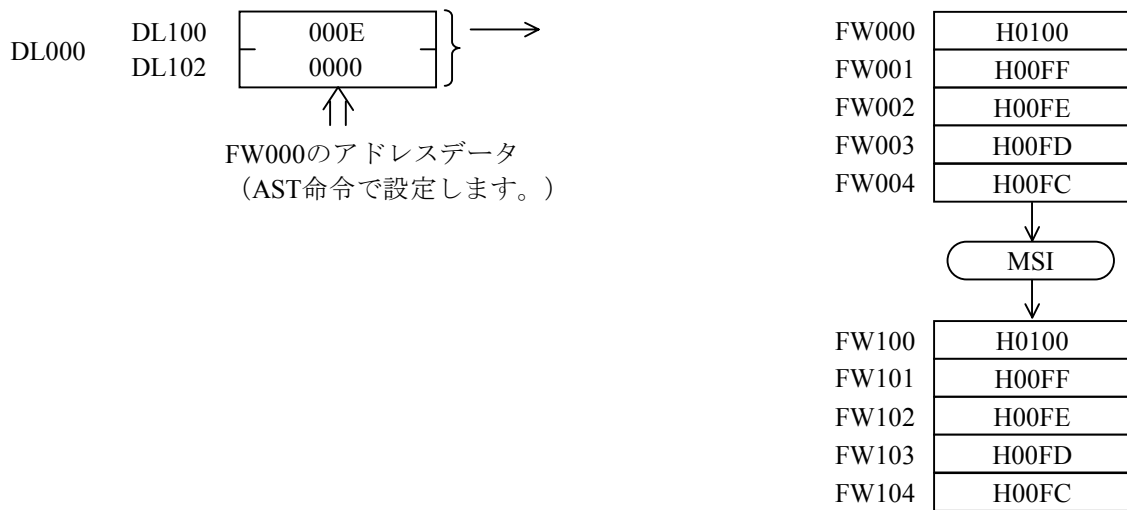 DL000
DL100 000E
DL102 0000
FW000のアドレスデータ
（AST命令で設定します。）
FW000 H0100
FW001 H00FF
FW002 H00FE
FW003 H00FD
FW004 H00FC
MSI
FW100 H0100
FW101 H00FF
FW102 H00FE
FW103 H00FD
FW104 H00FC